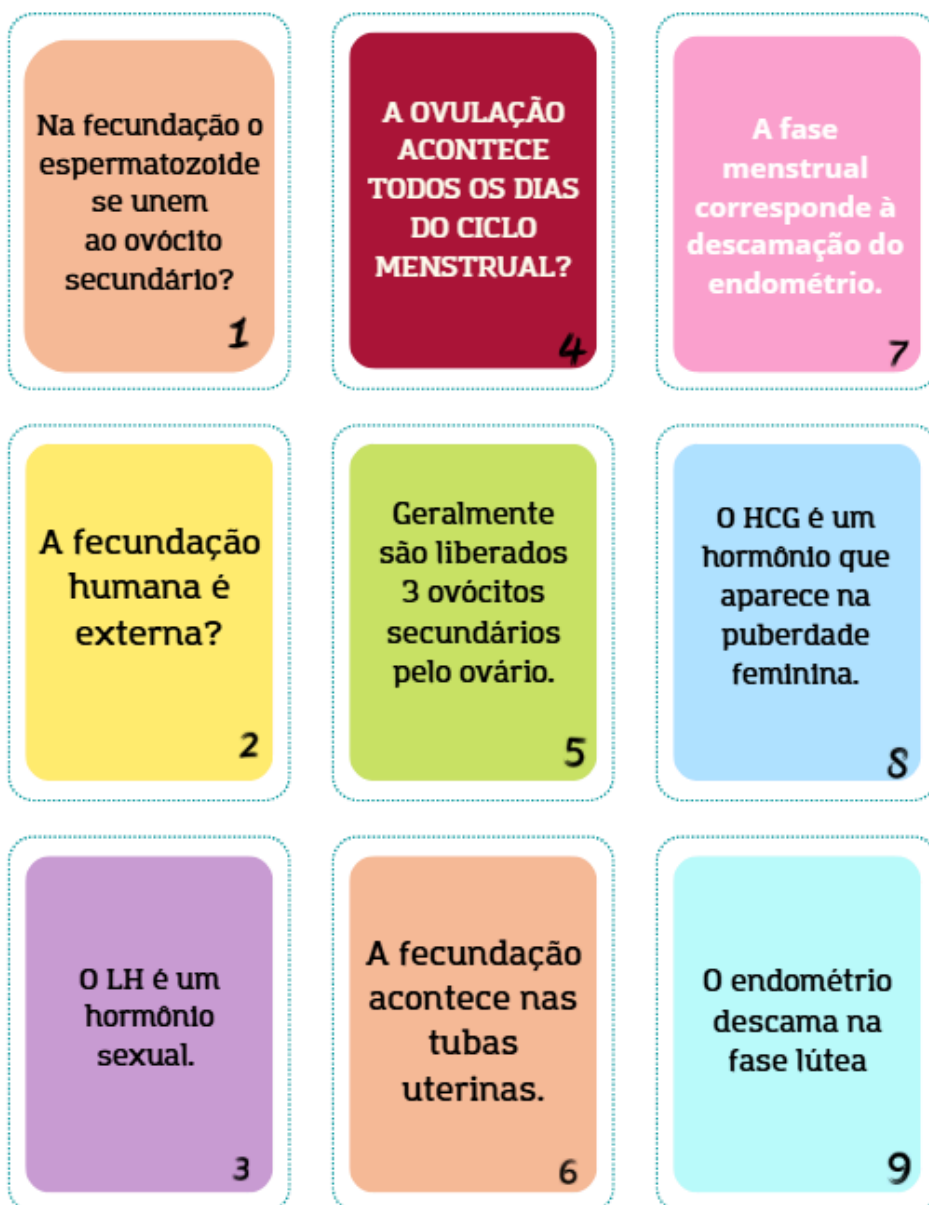 Na fecundação o
espermatozoide
se unem
ao ovócito
secundário?
1
A OVULAÇÃO
ACONTECE
TODOS OS DIAS
DO CICLO
MENSTRUAL?
4
A fase
menstrual
corresponde à
descamação do
endométrio.
7
A fecundação
humana é
externa?
2
Geralmente
são liberados
3 ovócitos
secundários
pelo ovário.
5
O HCG é um
hormônio que
aparece na
puberdade
feminina.
8
O LH é um
hormônio
sexual.
3
A fecundação
acontece nas
tubas
uterinas.
6
O endométrio
descama na
fase lútea
9